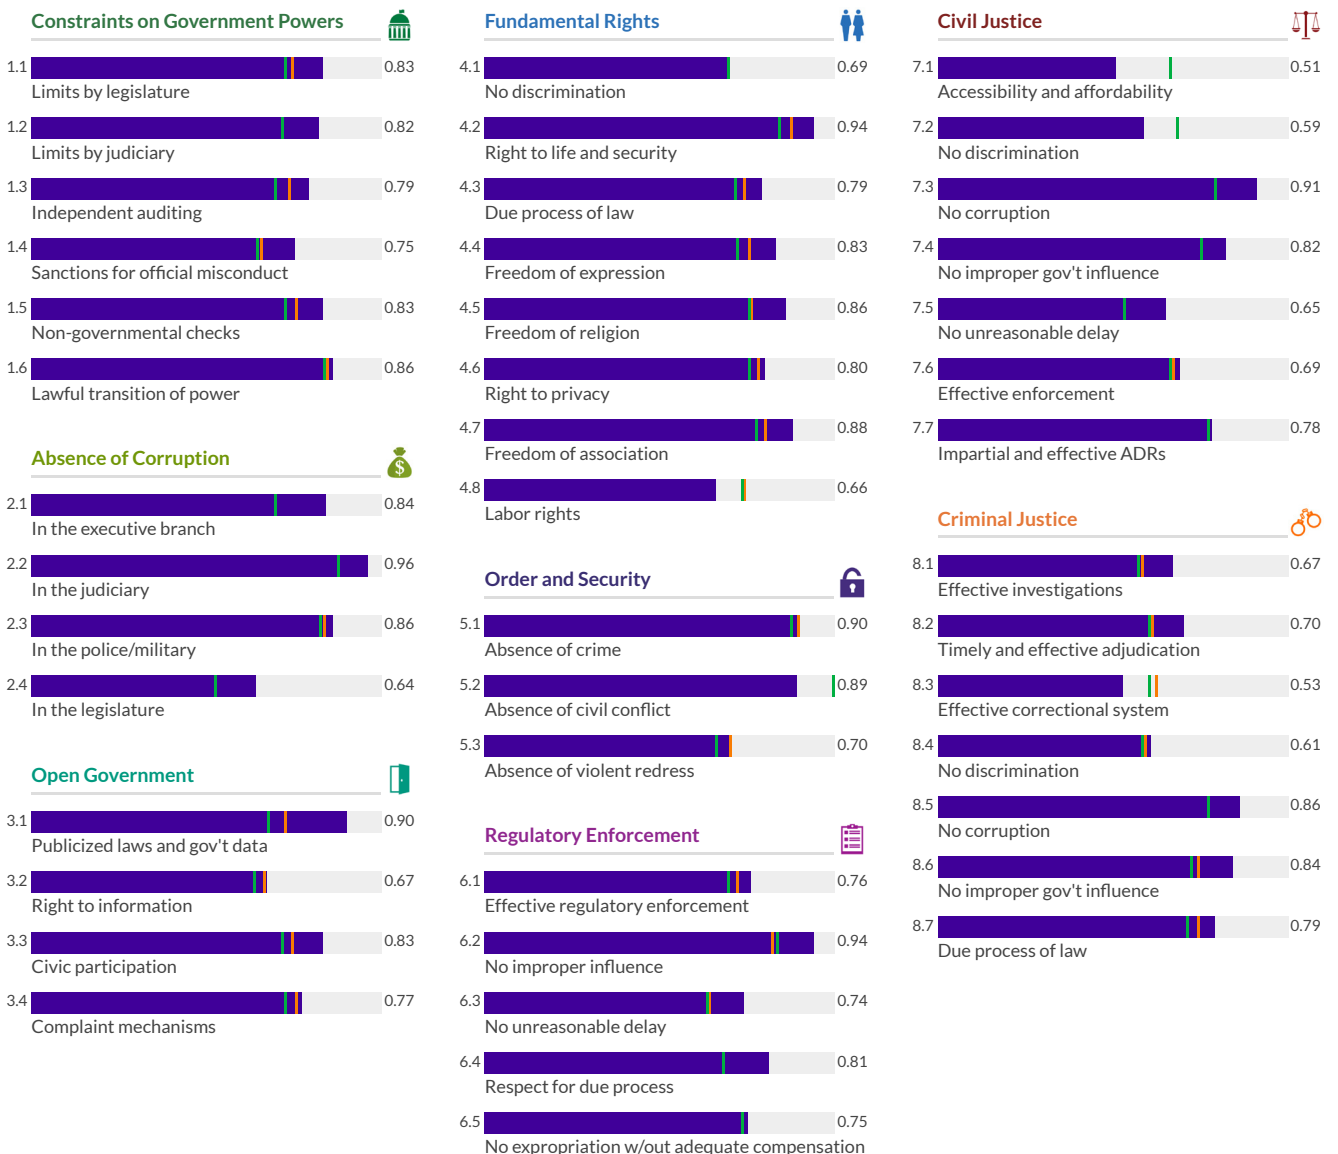 Constraints on Government Powers
1.1 0.83
Limits by legislature
1.2 0.82
Limits by judiciary
1.3 0.79
Independent auditing
1.4 0.75
Sanctions for official misconduct
1.5 0.83
Non-governmental checks
1.6 0.86
Lawful transition of power
Absence of Corruption
2.1 0.84
In the executive branch
2.2 0.96
In the judiciary
2.3 0.86
In the police/military
2.4 0.64
In the legislature
Open Government
3.1 0.90
Publicized laws and gov't data
3.2 0.67
Right to information
3.3 0.83
Civic participation
3.4 0.77
Complaint mechanisms
Fundamental Rights
4.1 0.69
No discrimination
4.2 0.94
Right to life and security
4.3 0.79
Due process of law
4.4 0.83
Freedom of expression
4.5 0.86
Freedom of religion
4.6 0.80
Right to privacy
4.7 0.88
Freedom of association
4.8 0.66
Labor rights
Order and Security
5.1 0.90
Absence of crime
5.2 0.89
Absence of civil conflict
5.3 0.70
Absence of violent redress
Regulatory Enforcement
6.1 0.76
Effective regulatory enforcement
6.2 0.94
No improper influence
6.3 0.74
No unreasonable delay
6.4 0.81
Respect for due process
6.5 0.75
No expropriation w/out adequate compensation
Civil Justice
7.1 0.51
Accessibility and affordability
7.2 0.59
No discrimination
7.3 0.91
No corruption
7.4 0.82
No improper gov't influence
7.5 0.65
No unreasonable delay
7.6 0.69
Effective enforcement
7.7 0.78
Impartial and effective ADRs
Criminal Justice
8.1 0.67
Effective investigations
8.2 0.70
Timely and effective adjudication
8.3 0.53
Effective correctional system
8.4 0.61
No discrimination
8.5 0.86
No corruption
8.6 0.84
No improper gov't influence
8.7 0.79
Due process of law